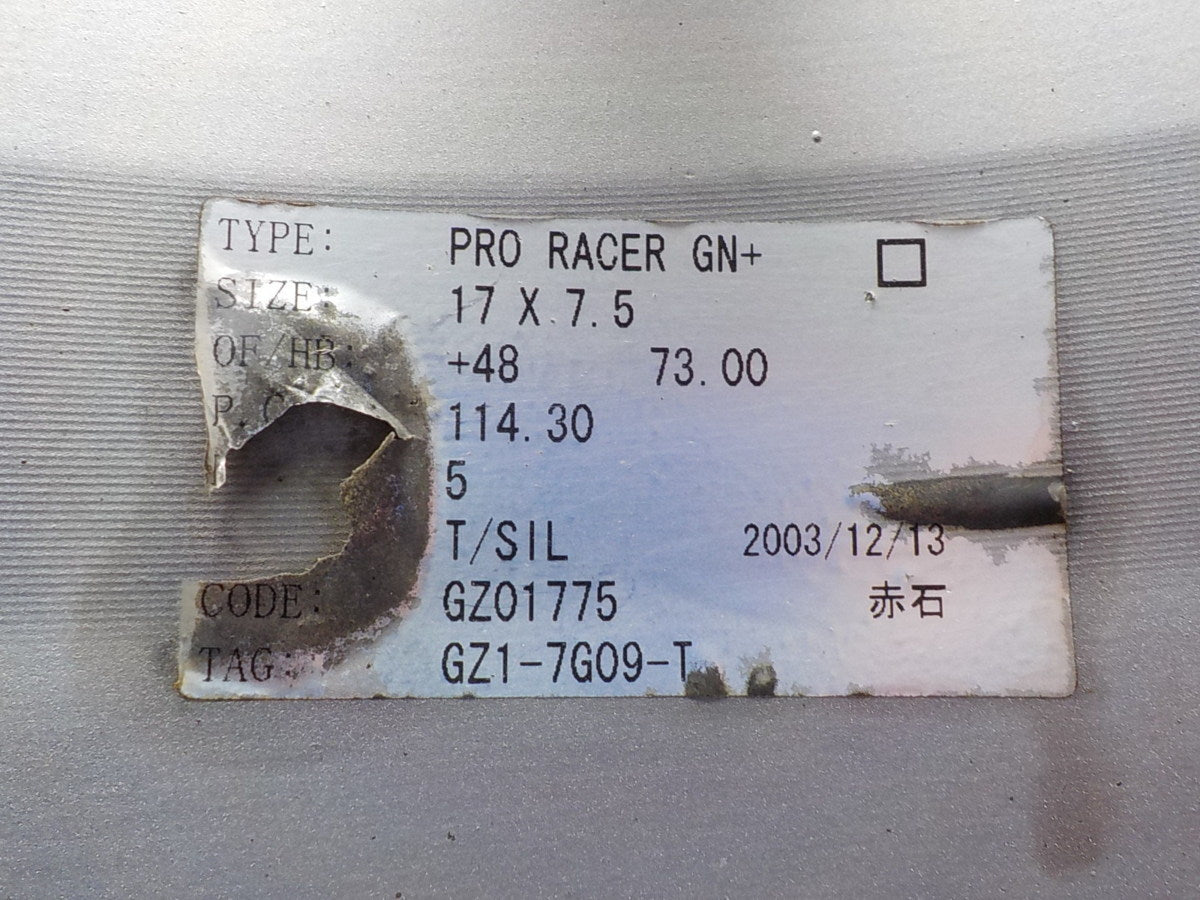 TYPE: PRO RACER GN+ □
SIZE: 17 X 7.5
OF/HB: +48 73.00
P.C 114.30
5
T/SIL 2003/12/13
CODE: GZ01775 赤石
TAG: GZ1-7G09-T